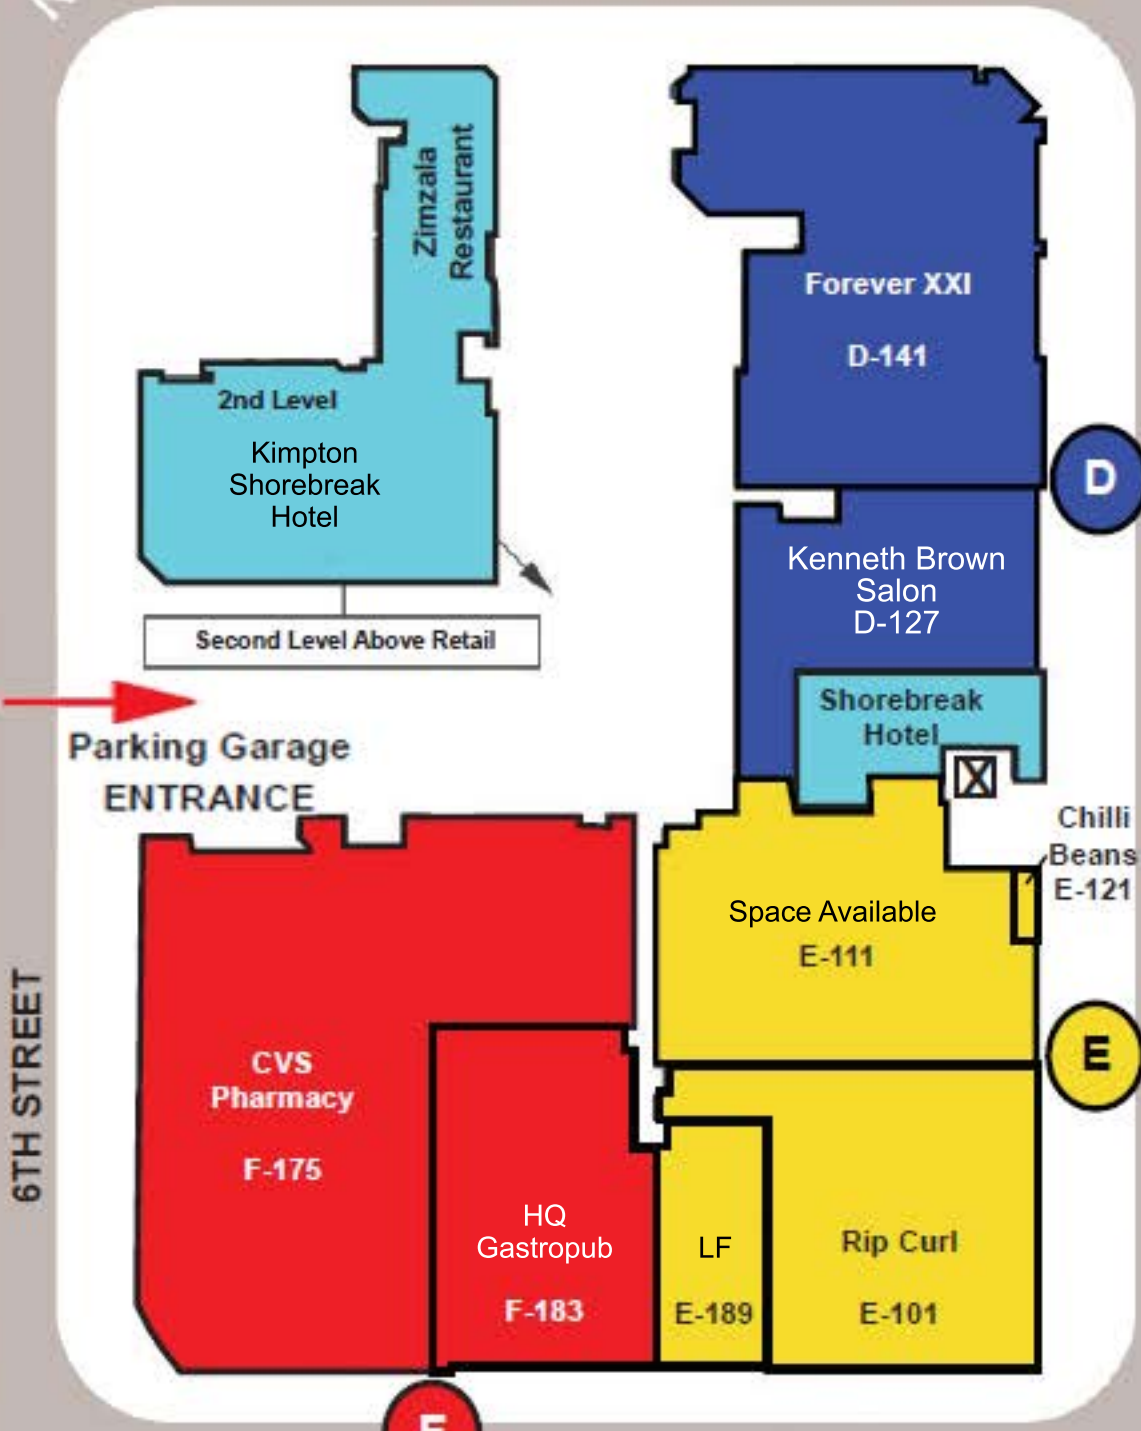 Zimzala
Restaurant
2nd Level
Kimpton
Shorebreak
Hotel
Second Level Above Retail
Parking Garage
ENTRANCE
6TH STREET
Forever XXI
D-141
D
Kenneth Brown
Salon
D-127
Shorebreak
Hotel
Chilli
Beans
E-121
Space Available
E-111
E
CVS
Pharmacy
F-175
HQ
Gastropub
F-183
LF
E-189
Rip Curl
E-101